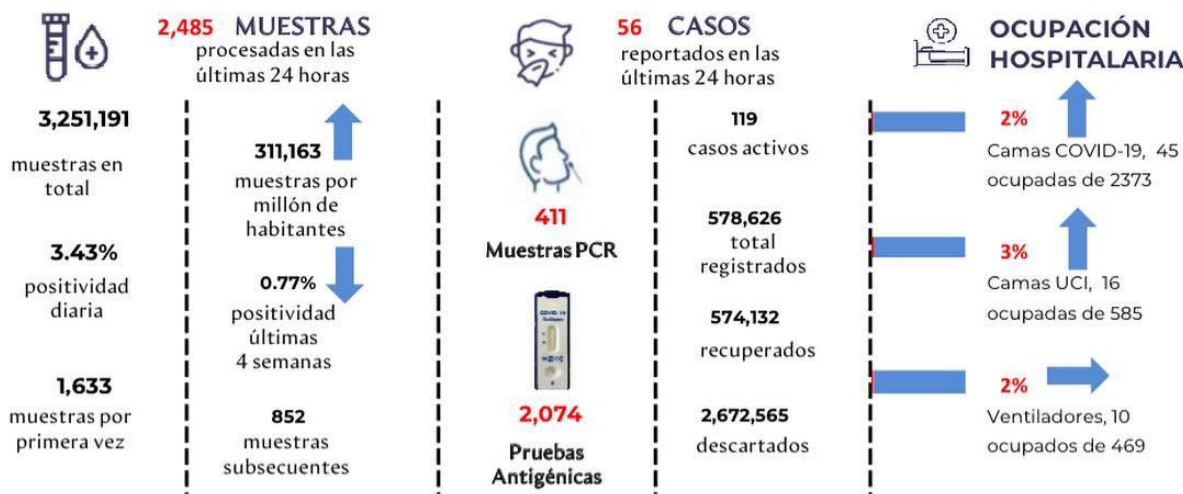 2,485 MUESTRAS
procesadas en las
últimas 24 horas
3,251,191
muestras en
total
3.43%
positividad
diaria
1,633
muestras por
primera vez
311,163
muestras por
millón de
habitantes
0.77%
positividad
últimas
4 semanas
852
muestras
subsecuentes
56 CASOS
reportados en las
últimas 24 horas
411
Muestras PCR
COVID-19
2,074
Pruebas
Antigénicas
119
casos activos
578,626
total
registrados
574,132
recuperados
2,672,565
descartados
OCUPACIÓN
HOSPITALARIA
2%
Camas COVID-19, 45
ocupadas de 2373
3%
Camas UCI, 16
ocupadas de 585
2%
Ventiladores, 10
ocupados de 469